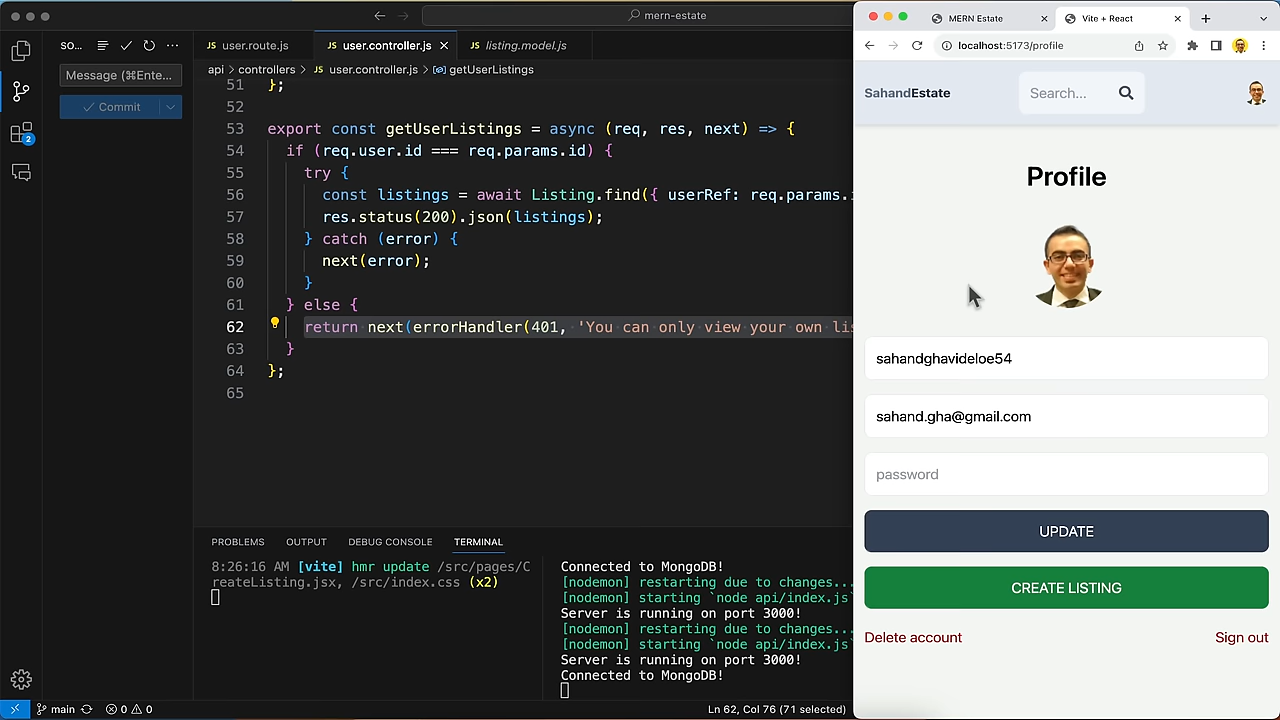 mern-estate
SO...
Message (⌘Ente...
Commit
2
JS user.route.js
JS user.controller.js
JS listing.model.js
api > controllers > JS user.controller.js > getUserListings
51 };
52
53 export const getUserListings = async (req, res, next) => {
54 if (req.user.id === req.params.id) {
55 try {
56 const listings = await Listing.find({ userRef: req.params.
57 res.status(200).json(listings);
58 } catch (error) {
59 next(error);
60 }
61 } else {
62 return next(errorHandler(401, 'You can only view your own lis
63 }
64 };
65
PROBLEMS OUTPUT DEBUG CONSOLE TERMINAL
8:26:16 AM [vite] hmr update /src/pages/C
reateListing.jsx, /src/index.css (x2)
Connected to MongoDB!
[nodemon] restarting due to changes...
[nodemon] starting `node api/index.js`
Server is running on port 3000!
[nodemon] restarting due to changes...
[nodemon] starting `node api/index.js`
Server is running on port 3000!
Connected to MongoDB!
main 0 0
Ln 62, Col 76 (71 selected)
MERN Estate
Vite + React
localhost:5173/profile
SahandEstate
Search...
Profile
sahandghavideloe54
sahand.gha@gmail.com
password
UPDATE
CREATE LISTING
Delete account
Sign out